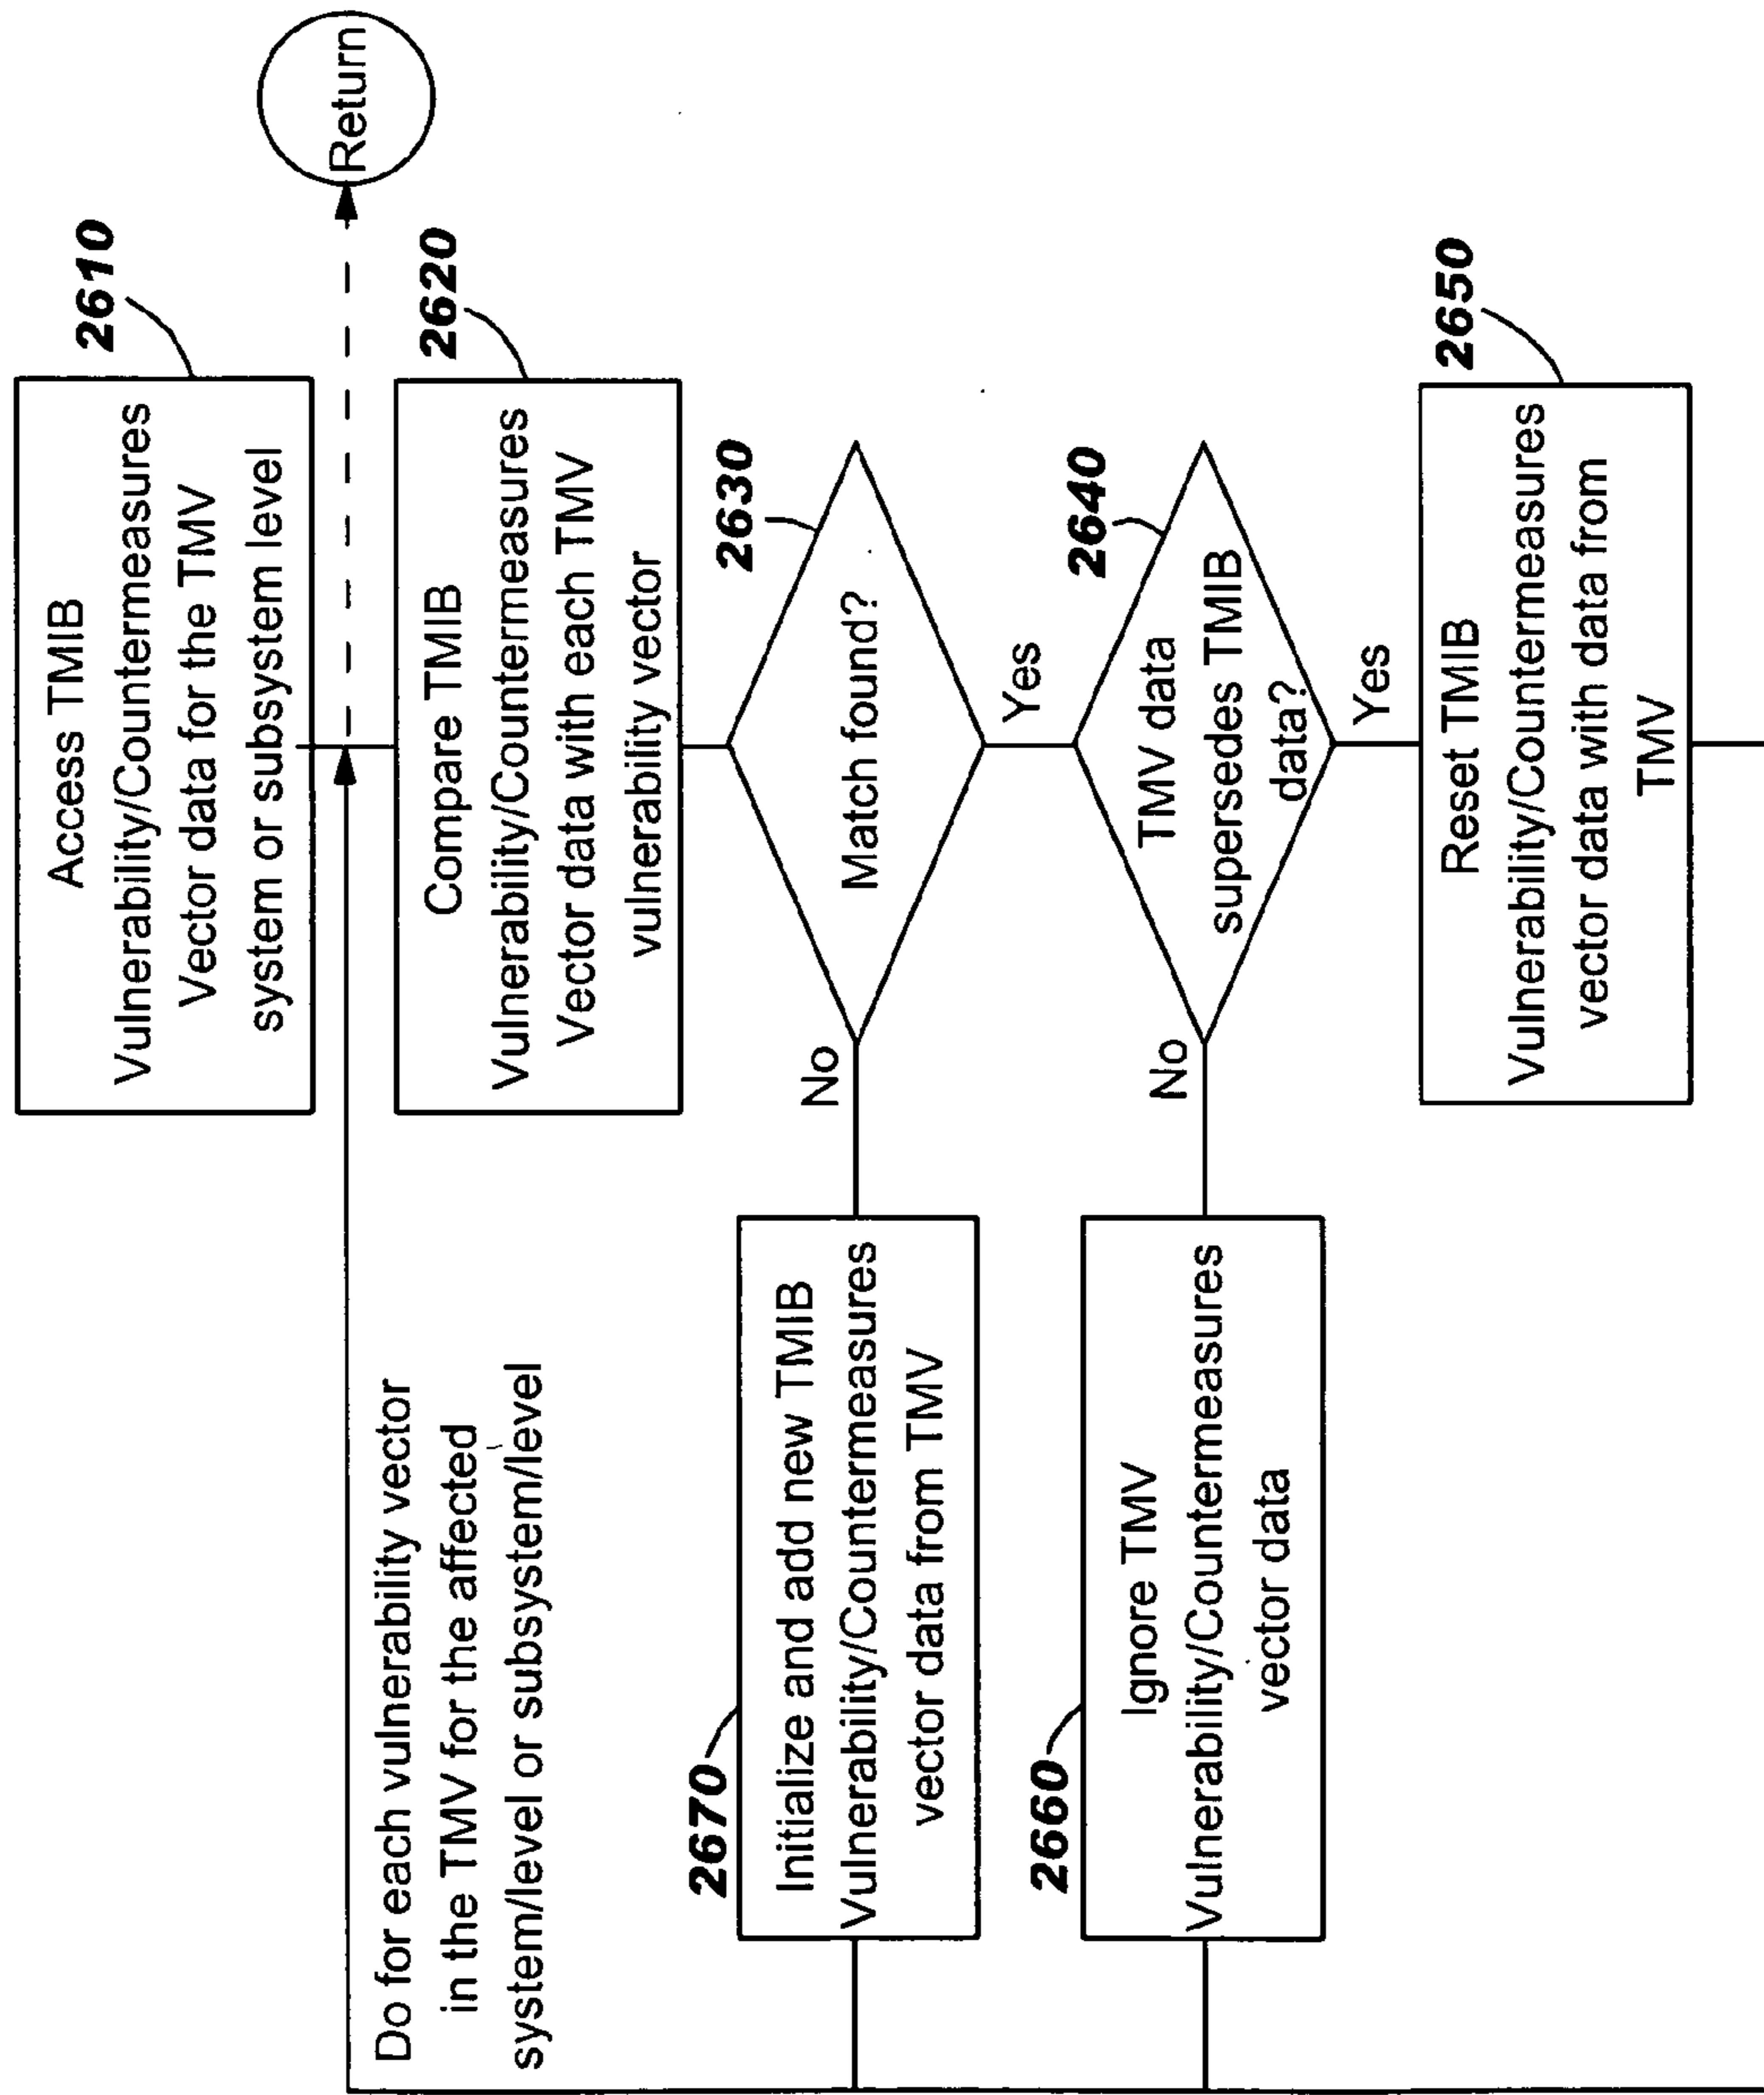 Access TMIB
Vulnerability/Countermeasures
Vector data for the TMV
system or subsystem level
2610
Return
Do for each vulnerability vector
in the TMV for the affected
system/level or subsystem/level
Compare TMIB
Vulnerability/Countermeasures
Vector data with each TMV
vulnerability vector
2620
Match found?
2630
No
Yes
2670
Initialize and add new TMIB
Vulnerability/Countermeasures
vector data from TMV
TMV data
supersedes TMIB
data?
2640
No
Yes
2660
Ignore TMV
Vulnerability/Countermeasures
vector data
Reset TMIB
Vulnerability/Countermeasures
vector data with data from
TMV
2650